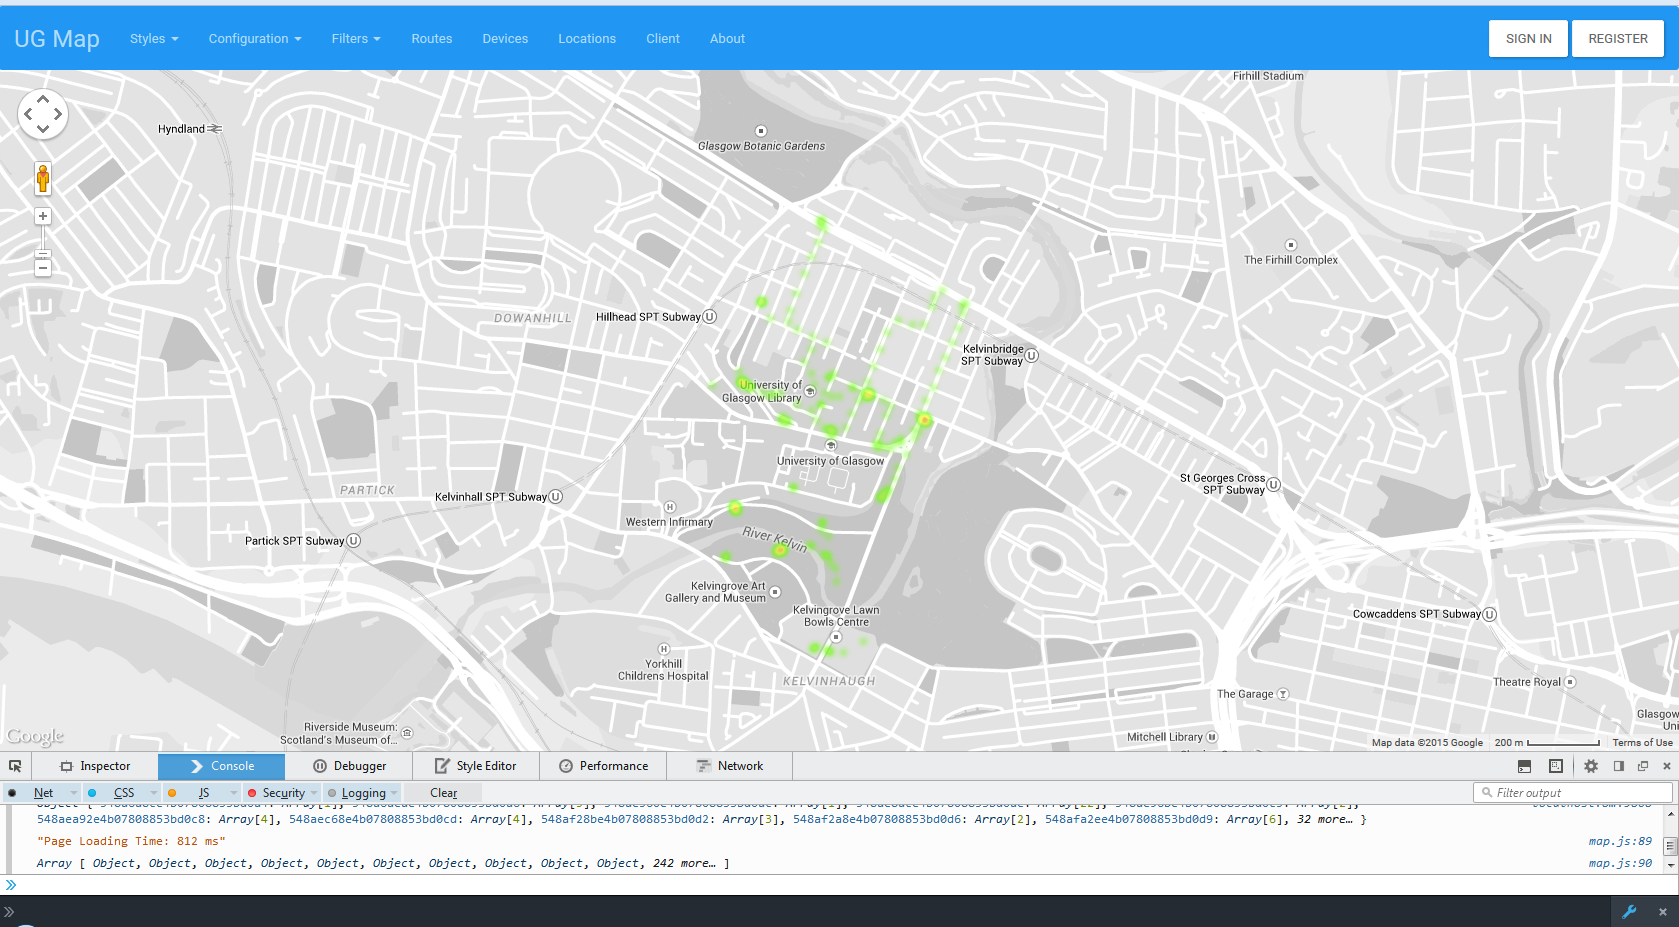 UG Map Styles Configuration Filters Routes Devices Locations Client About SIGN IN REGISTER
Firhill Stadium
Hyndland
Glasgow Botanic Gardens
The Firhill Complex
DOWANHILL
Hillhead SPT Subway
Kelvinbridge
SPT Subway
University of
Glasgow Library
University of Glasgow
St Georges Cross
SPT Subway
PARTICK
Kelvinhall SPT Subway
Western Infirmary
River Kelvin
Partick SPT Subway
Kelvingrove Art
Gallery and Museum
Kelvingrove Lawn
Bowls Centre
Cowcaddens SPT Subway
Yorkhill
Childrens Hospital
KELVINHAUGH
Theatre Royal
The Garage
Glasgow
Uni
Riverside Museum:
Scotland's Museum of...
Mitchell Library
Google
Map data ©2015 Google 200 m Terms of Use
Inspector Console Debugger Style Editor Performance Network
Net CSS JS Security Logging Clear Filter output
548aea92e4b07808853bd0c8: Array[4], 548aec68e4b07808853bd0cd: Array[4], 548af28be4b07808853bd0d2: Array[3], 548af2a8e4b07808853bd0d6: Array[2], 548afa2ee4b07808853bd0d9: Array[6], 32 more… }
"Page Loading Time: 812 ms" map.js:89
Array [ Object, Object, Object, Object, Object, Object, Object, Object, Object, Object, 242 more… ] map.js:90